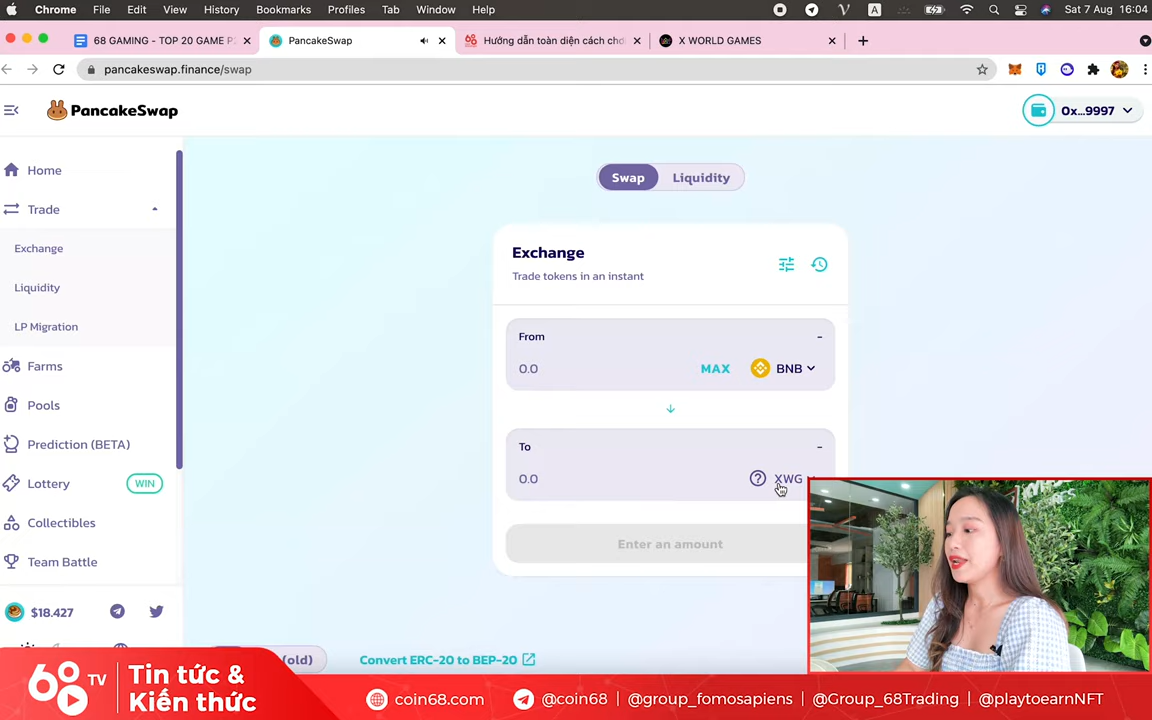 Chrome File Edit View History Bookmarks Profiles Tab Window Help A Sat 7 Aug 16:04
68 GAMING - TOP 20 GAME P PancakeSwap Hướng dẫn toàn diện cách chơi X WORLD GAMES
pancakeswap.finance/swap
PancakeSwap 0x...9997
Home
Trade
Exchange
Liquidity
LP Migration
Farms
Pools
Prediction (BETA)
Lottery WIN
Collectibles
Team Battle
$18.427
Swap Liquidity
Exchange
Trade tokens in an instant
From -
0.0 MAX BNB
To -
0.0 XWG
Enter an amount
(old) Convert ERC-20 to BEP-20
68 TV Tin tức &
Kiến thức
coin68.com @coin68 | @group_fomosapiens | @Group_68Trading | @playtoearnNFT